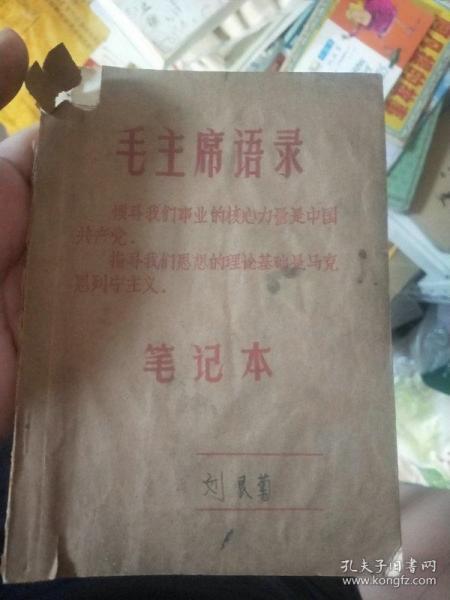 毛主席语录
领导我们事业的核心力量是中国
共产党.
指导我们思想的理论基础是马克
思列宁主义.
笔记本
刘良菊
孔夫子旧书网
www.kongfz.com